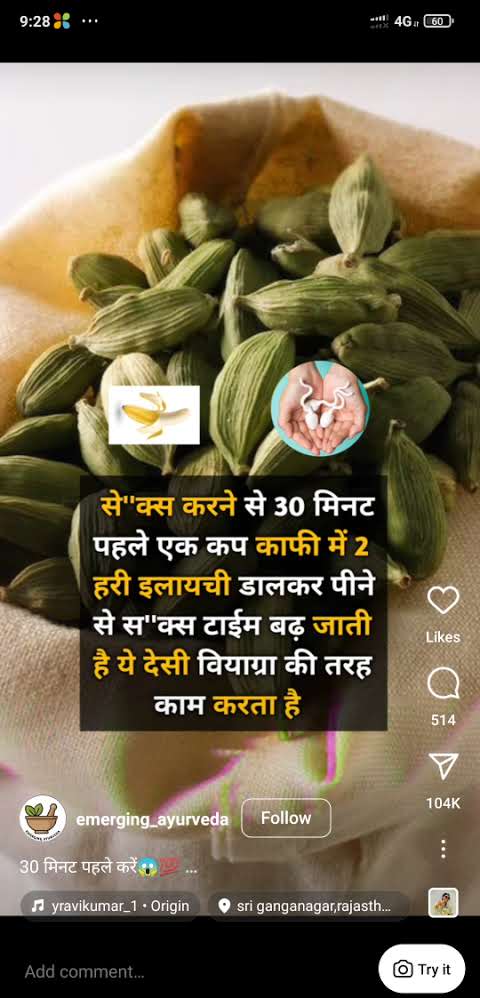 9:28
4G
60
से"क्स करने से 30 मिनट
पहले एक कप काफी में 2
हरी इलायची डालकर पीने
से स"क्स टाईम बढ़ जाती
है ये देसी वियाग्रा की तरह
काम करता है
Likes
514
104K
emerging_ayurveda
Follow
30 मिनट पहले करें😱💯 ...
yravikumar_1 • Origin
sri ganganagar,rajasth...
Add comment...
Try it